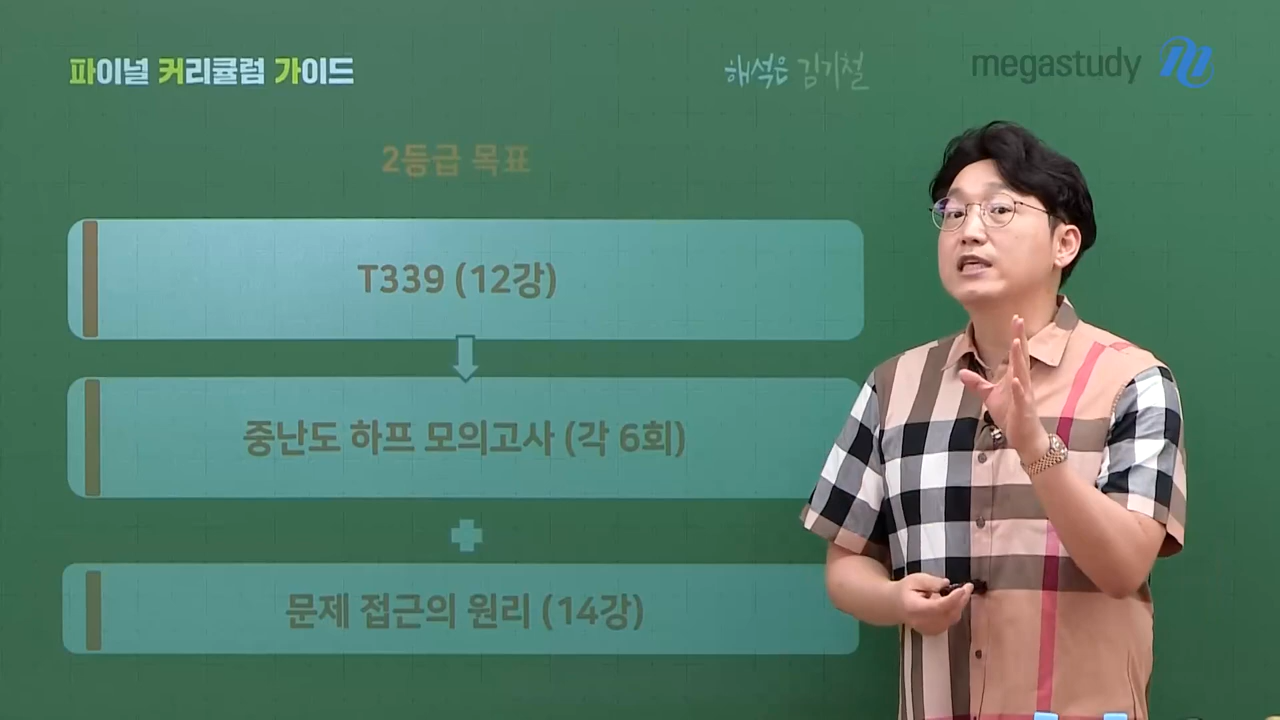 파이널 커리큘럼 가이드
해석은 김기철
megastudy
2등급 목표
T339 (12강)
중난도 하프 모의고사 (각 6회)
문제 접근의 원리 (14강)